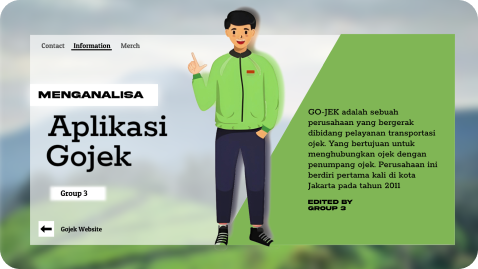 Contact Information Merch
MENGANALISA
Aplikasi
Gojek
Group 3
Gojek Website
GO-JEK adalah sebuah
perusahaan yang bergerak
dibidang pelayanan transportasi
ojek. Yang bertujuan untuk
menghubungkan ojek dengan
penumpang ojek. Perusahaan ini
berdiri pertama kali di kota
Jakarta pada tahun 2011
EDITED BY
GROUP 3